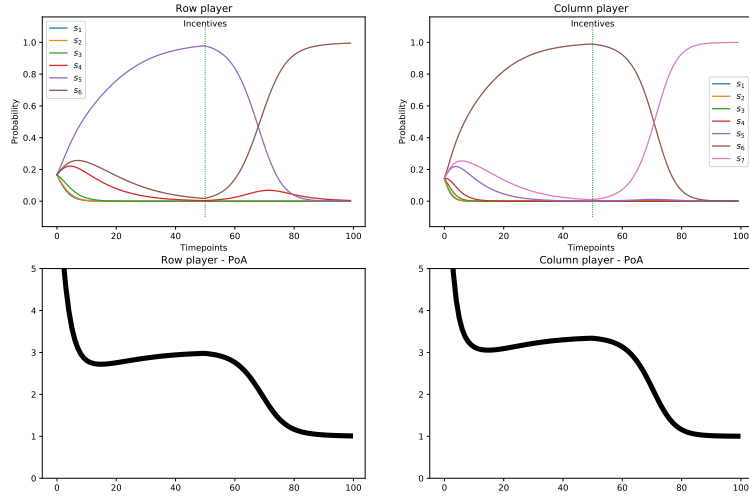 Row player
Incentives
Probability
1.0
0.8
0.6
0.4
0.2
0.0
s1
s2
s3
s4
s5
s6
0 20 40 60 80 100
Timepoints
Column player
Incentives
Probability
1.0
0.8
0.6
0.4
0.2
0.0
s1
s2
s3
s4
s5
s6
s7
0 20 40 60 80 100
Timepoints
Row player - PoA
5
4
3
2
1
0
0 20 40 60 80 100
Column player - PoA
5
4
3
2
1
0
0 20 40 60 80 100